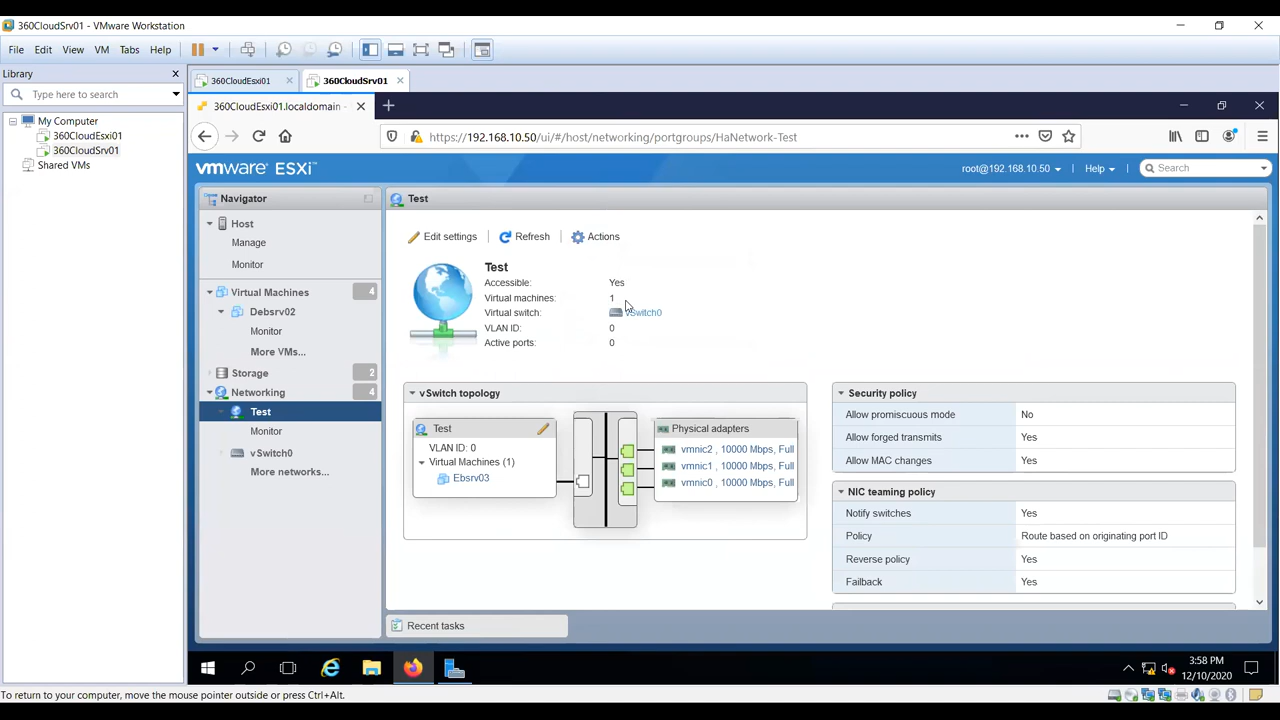 360CloudSrv01 - VMware Workstation
File Edit View VM Tabs Help
Library
Type here to search
My Computer
360CloudEsxi01
360CloudSrv01
Shared VMs
360CloudEsxi01
360CloudSrv01
360CloudEsxi01.localdomain -
https://192.168.10.50/ui/#/host/networking/portgroups/HaNetwork-Test
vmware ESXi™
root@192.168.10.50
Help
Search
Navigator
Host
Manage
Monitor
Virtual Machines 4
Debsrv02
Monitor
More VMs...
Storage 2
Networking 4
Test
Monitor
vSwitch0
More networks...
Test
Edit settings Refresh Actions
Test
Accessible: Yes
Virtual machines: 1
Virtual switch: vSwitch0
VLAN ID: 0
Active ports: 0
vSwitch topology
Test
VLAN ID: 0
Virtual Machines (1)
Ebsrv03
Physical adapters
vmnic2 , 10000 Mbps, Full
vmnic1 , 10000 Mbps, Full
vmnic0 , 10000 Mbps, Full
Security policy
Allow promiscuous mode No
Allow forged transmits Yes
Allow MAC changes Yes
NIC teaming policy
Notify switches Yes
Policy Route based on originating port ID
Reverse policy Yes
Failback Yes
Recent tasks
3:58 PM
12/10/2020
To return to your computer, move the mouse pointer outside or press Ctrl+Alt.